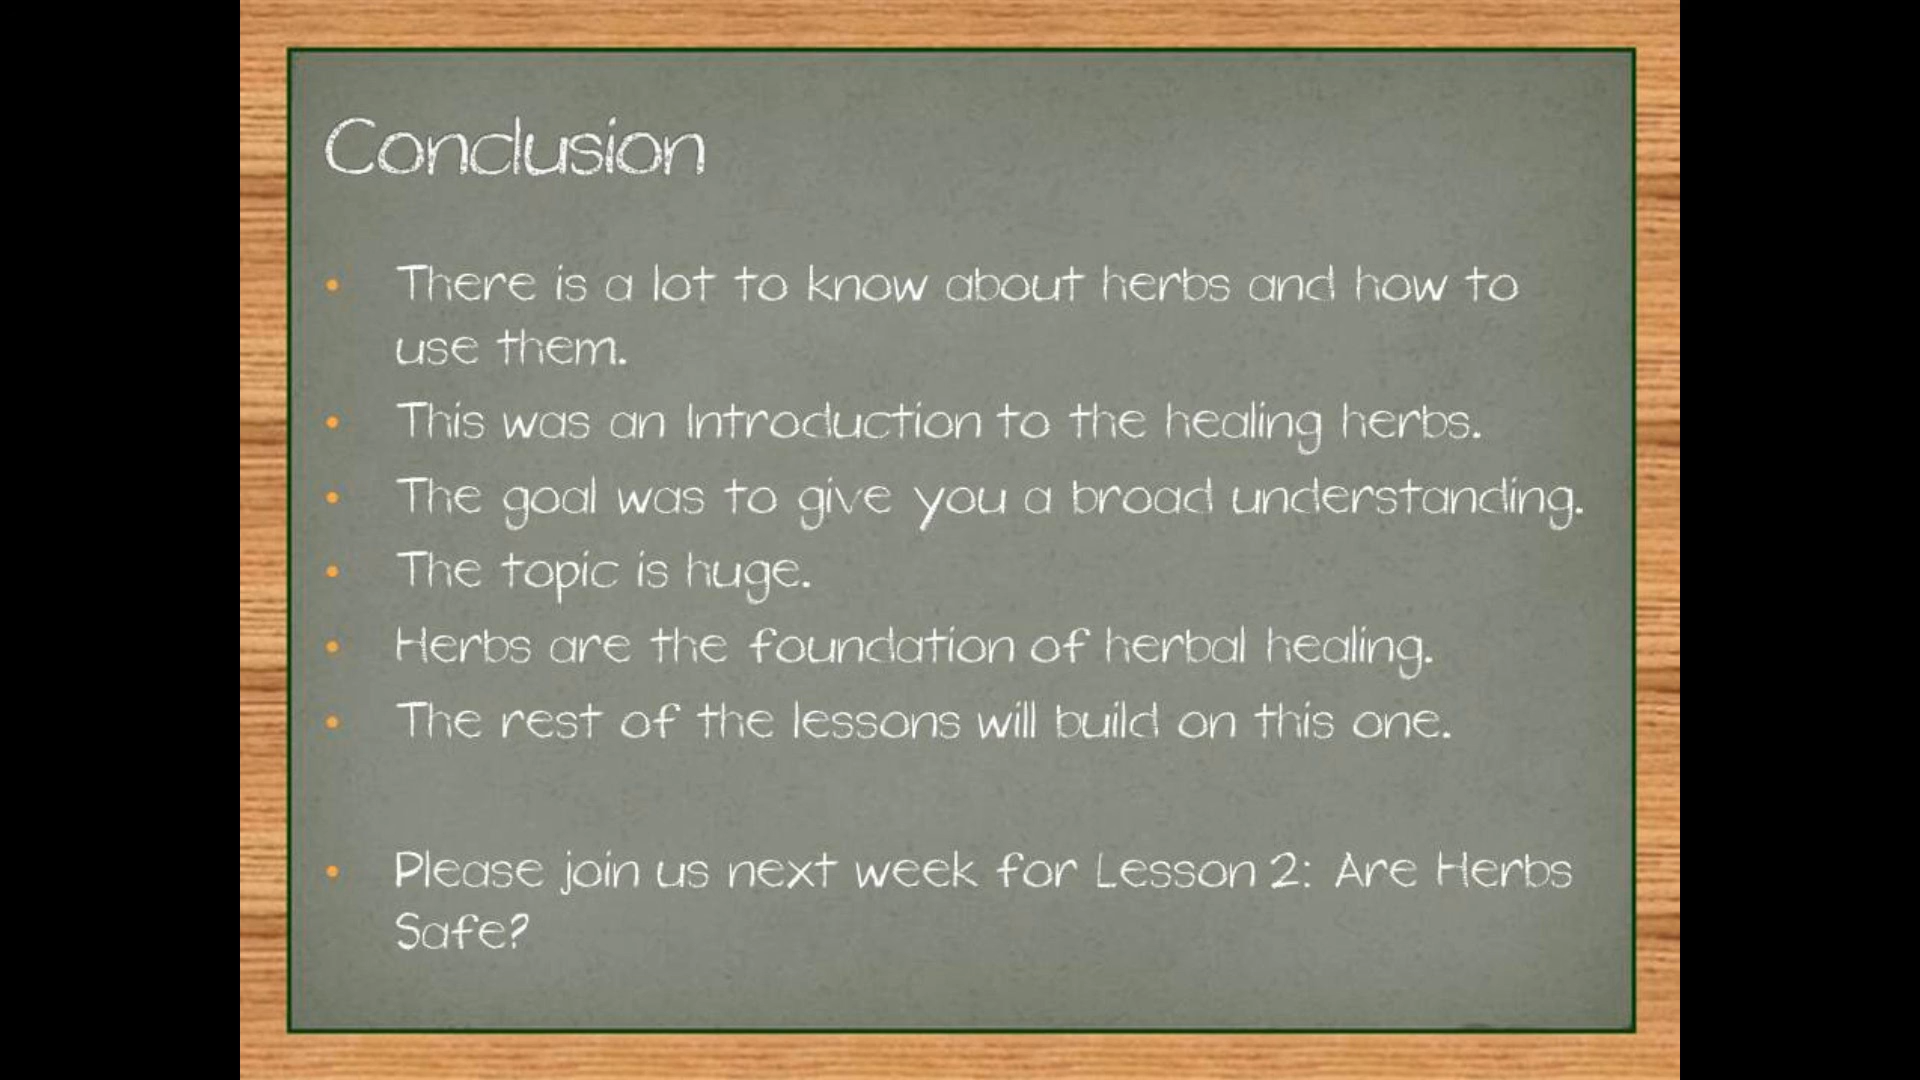 Conclusion
• There is a lot to know about herbs and how to
use them.
• This was an Introduction to the healing herbs.
• The goal was to give you a broad understanding.
• The topic is huge.
• Herbs are the foundation of herbal healing.
• The rest of the lessons will build on this one.
• Please join us next week for Lesson 2: Are Herbs
Safe?